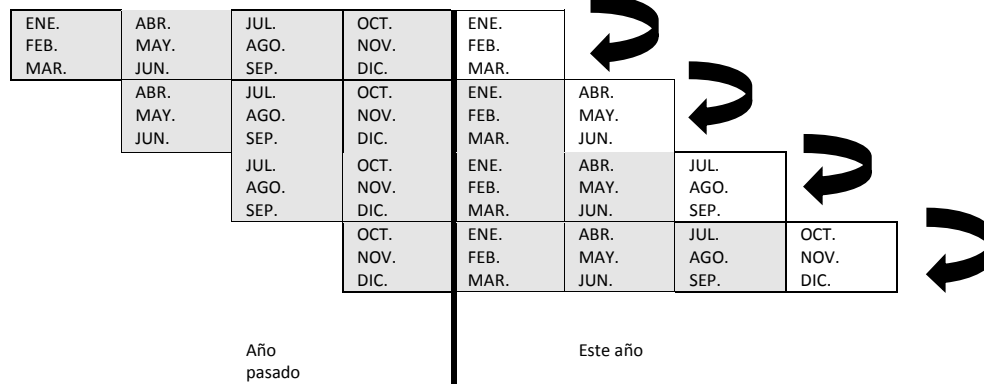 ENE. ABR. JUL. OCT. ENE.
FEB. MAY. AGO. NOV. FEB.
MAR. JUN. SEP. DIC. MAR.
ABR. JUL. OCT. ENE. ABR.
MAY. AGO. NOV. FEB. MAY.
JUN. SEP. DIC. MAR. JUN.
JUL. OCT. ENE. ABR. JUL.
AGO. NOV. FEB. MAY. AGO.
SEP. DIC. MAR. JUN. SEP.
OCT. ENE. ABR. JUL. OCT.
NOV. FEB. MAY. AGO. NOV.
DIC. MAR. JUN. SEP. DIC.
Año Este año
pasado